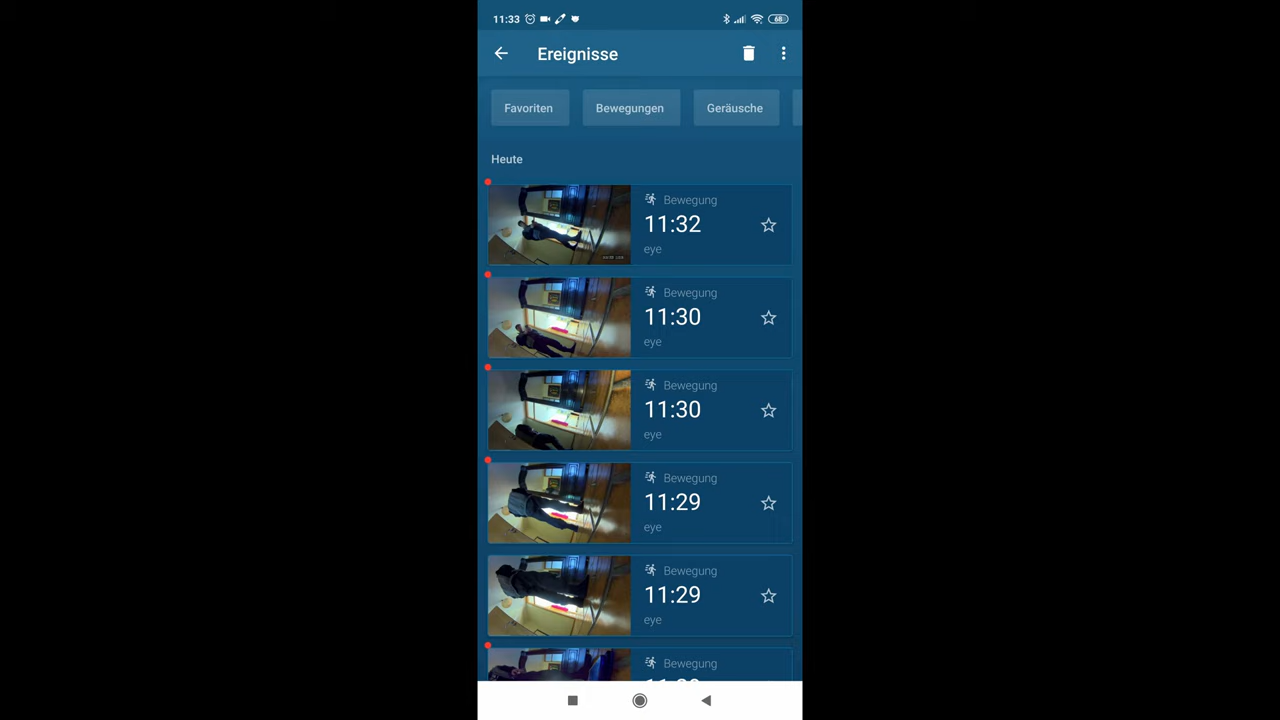 11:33
68
Ereignisse
Favoriten
Bewegungen
Geräusche
Heute
Bewegung
11:32
eye
Bewegung
11:30
eye
Bewegung
11:30
eye
Bewegung
11:29
eye
Bewegung
11:29
eye
Bewegung